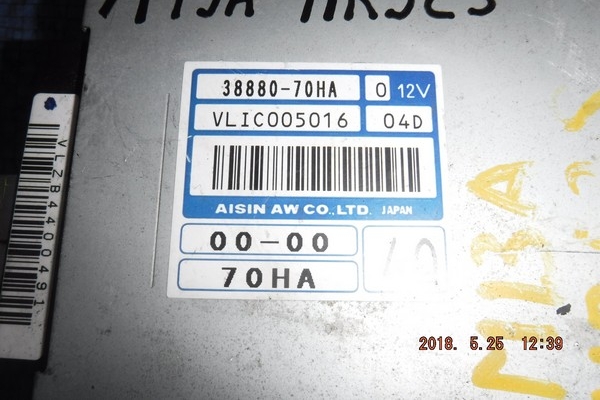 38880-70HA 0 12V
VLIC005016 04D
AISIN AW CO., LTD. JAPAN
00-00
70HA
VLZB4400491
M13A
2018. 5.25 12:39